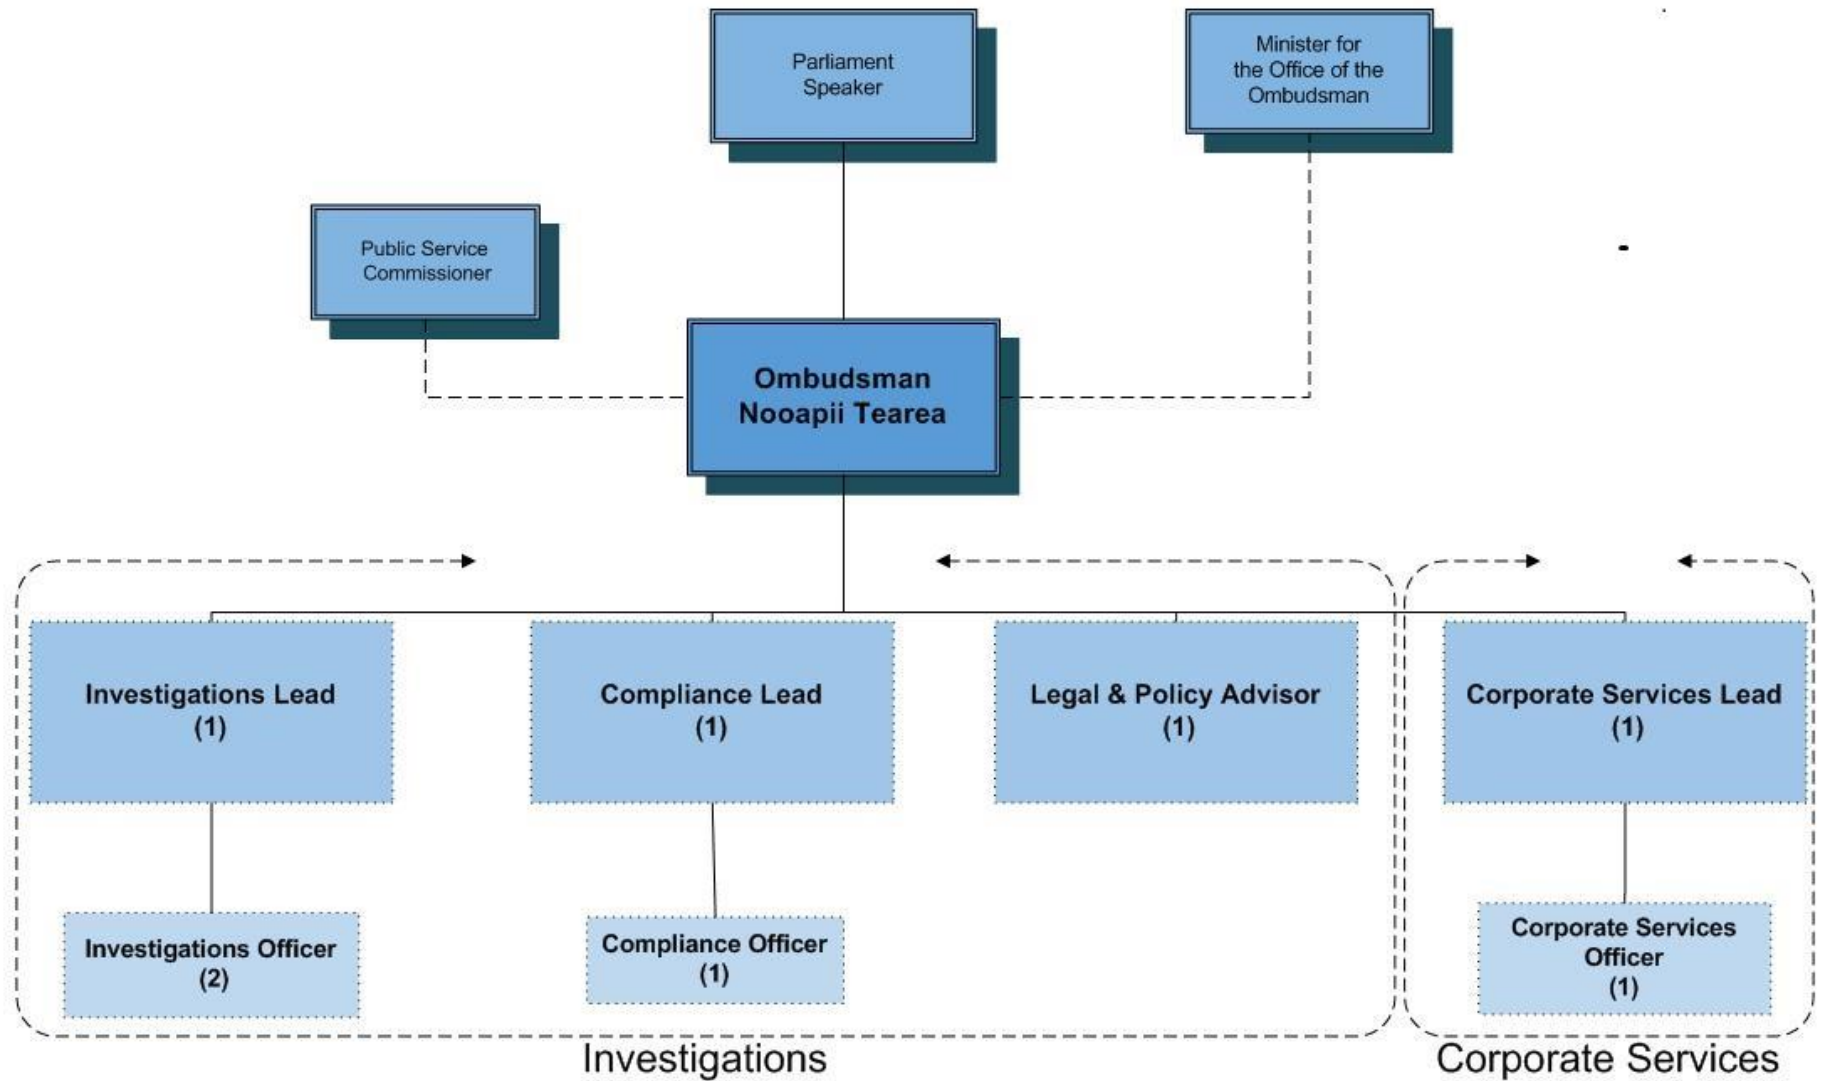 Parliament
Speaker
Minister for
the Office of the
Ombudsman
Public Service
Commissioner
Ombudsman
Nooapii Tearea
Investigations Lead
(1)
Compliance Lead
(1)
Legal & Policy Advisor
(1)
Corporate Services Lead
(1)
Investigations Officer
(2)
Compliance Officer
(1)
Corporate Services
Officer
(1)
Investigations
Corporate Services